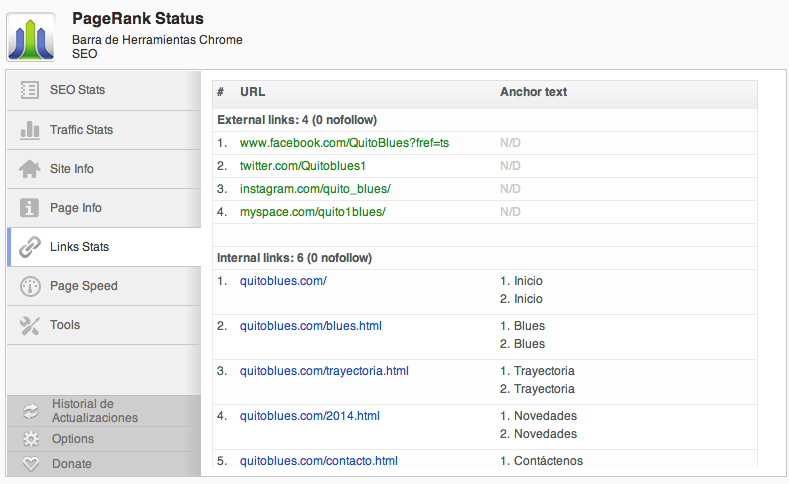 PageRank Status
Barra de Herramientas Chrome
SEO
SEO Stats
Traffic Stats
Site Info
Page Info
Links Stats
Page Speed
Tools
Historial de
Actualizaciones
Options
Donate
# URL Anchor text
External links: 4 (0 nofollow)
1. www.facebook.com/QuitoBlues?fref=ts N/D
2. twitter.com/Quitoblues1 N/D
3. instagram.com/quito_blues/ N/D
4. myspace.com/quito1blues/ N/D
Internal links: 6 (0 nofollow)
1. quitoblues.com/ 1. Inicio
2. Inicio
2. quitoblues.com/blues.html 1. Blues
2. Blues
3. quitoblues.com/trayectoria.html 1. Trayectoria
2. Trayectoria
4. quitoblues.com/2014.html 1. Novedades
2. Novedades
5. quitoblues.com/contacto.html 1. Contáctenos